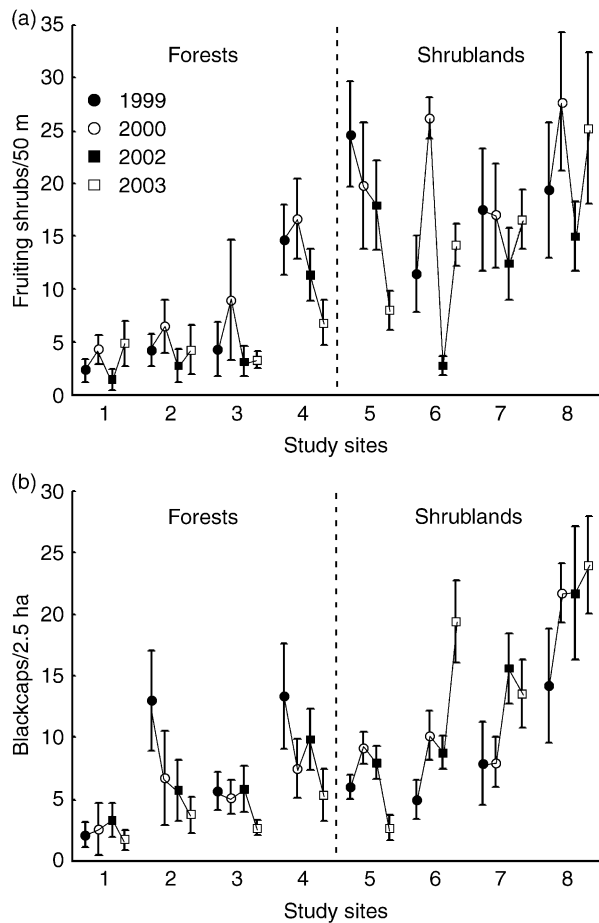 (a)
35
30
25
20
15
10
5
0
Fruiting shrubs/50 m
Forests
Shrublands
1999
2000
2002
2003
1 2 3 4 5 6 7 8
Study sites
(b)
30
25
20
15
10
5
0
Blackcaps/2.5 ha
Forests
Shrublands
1 2 3 4 5 6 7 8
Study sites